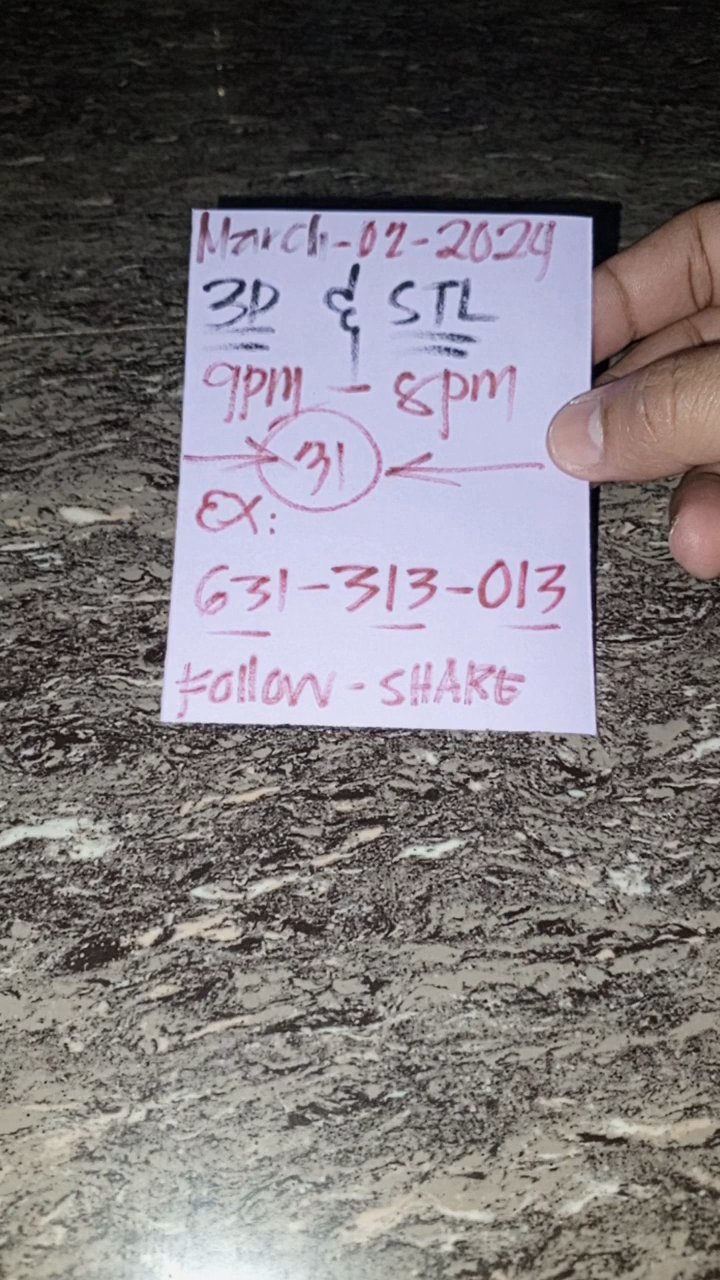 March-02-2024
3D & STL
9pm - 8pm
31
EX:
631-313-013
Follow-SHARE